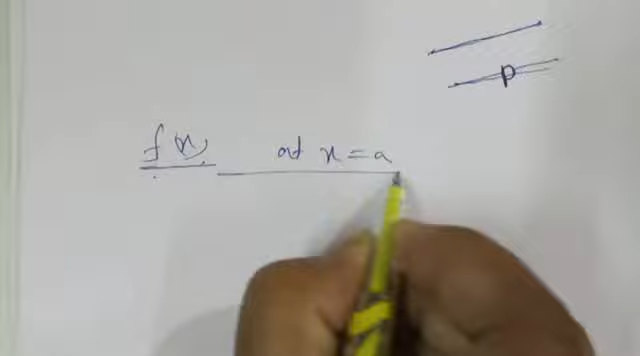 P
f(x) at x = a